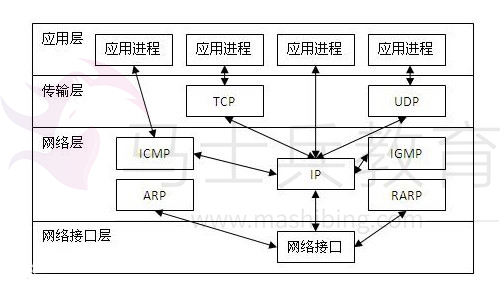 应用层 应用进程 应用进程 应用进程 应用进程
传输层 TCP UDP
网络层 ICMP IP IGMP
ARP RARP
网络接口层 网络接口
马士兵教育
www.mashibing.com